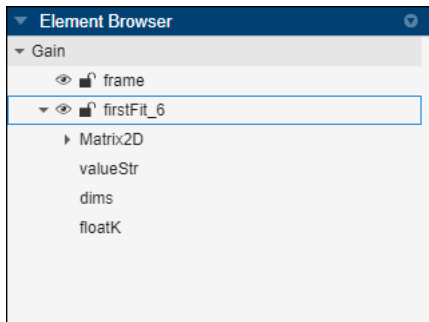 Element Browser
Gain
frame
firstFit_6
Matrix2D
valueStr
dims
floatK